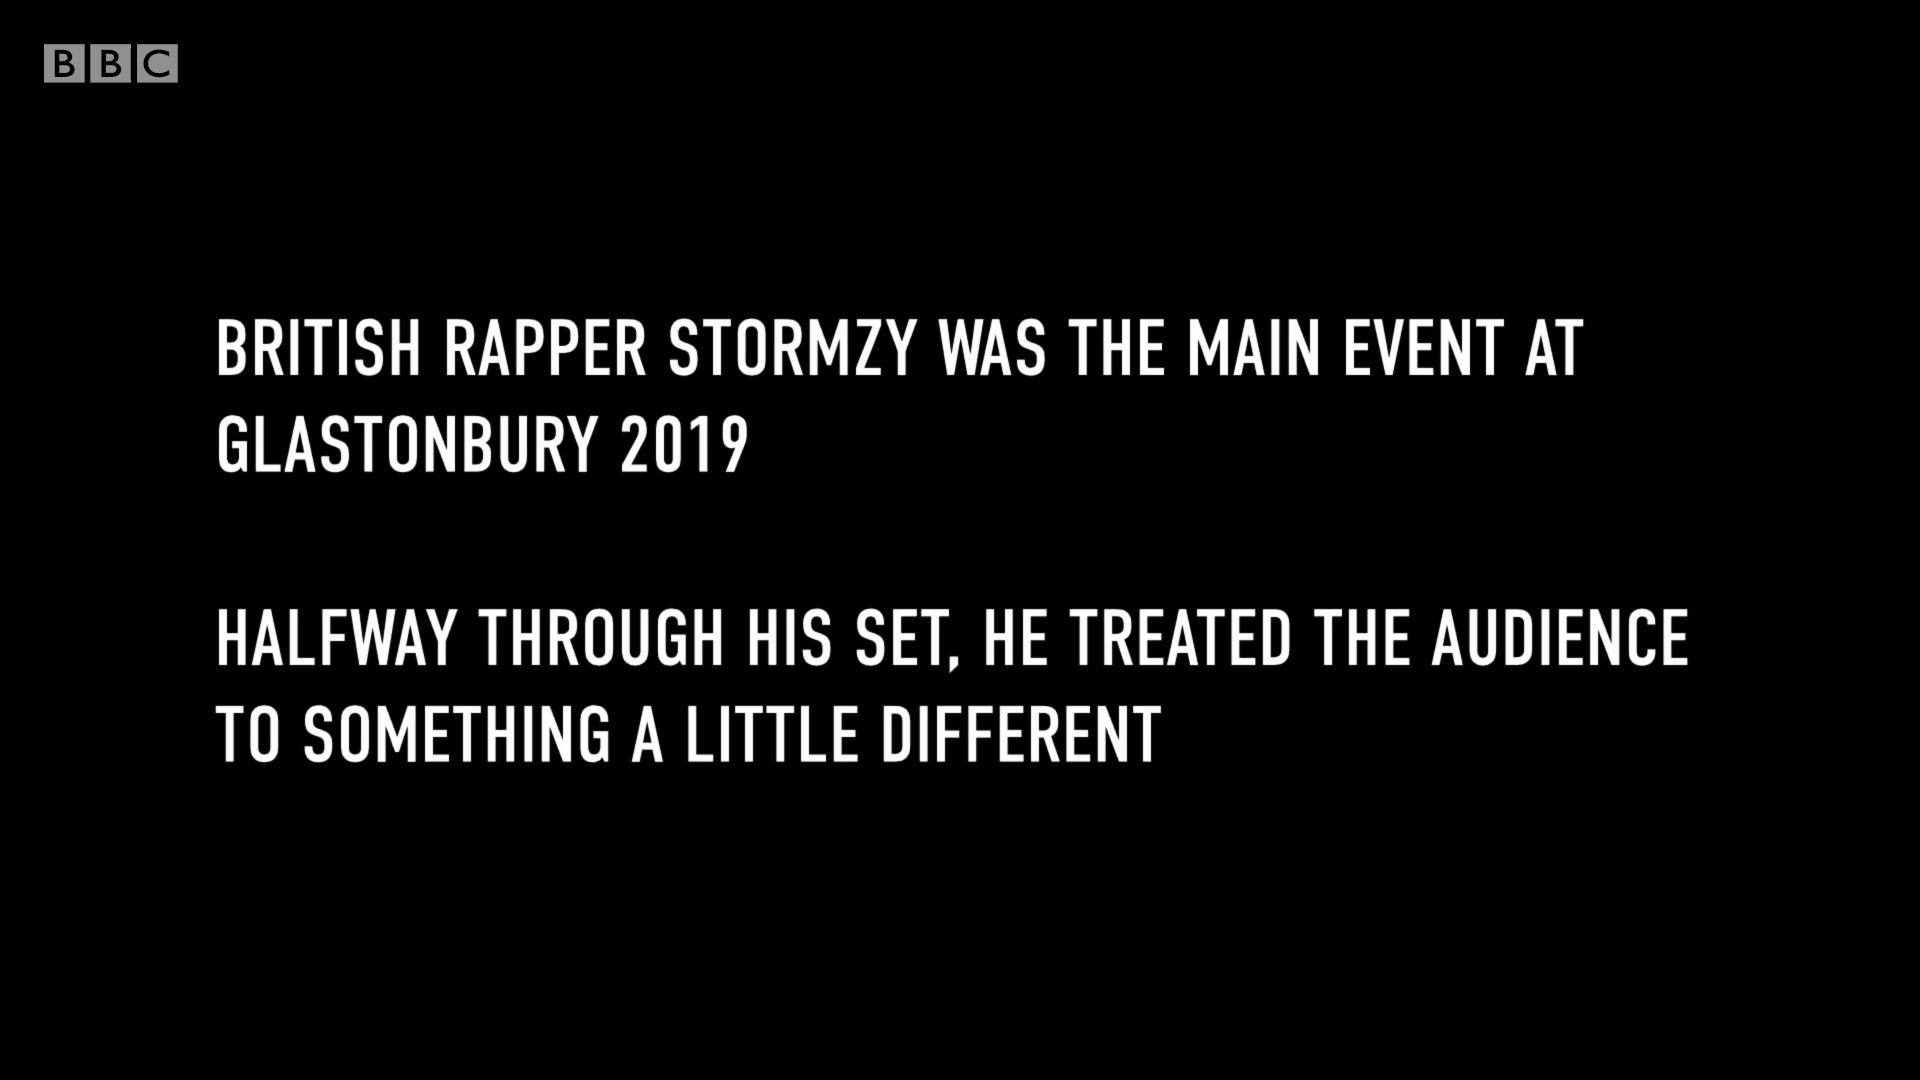 BBC
BRITISH RAPPER STORMZY WAS THE MAIN EVENT AT
GLASTONBURY 2019
HALFWAY THROUGH HIS SET, HE TREATED THE AUDIENCE
TO SOMETHING A LITTLE DIFFERENT